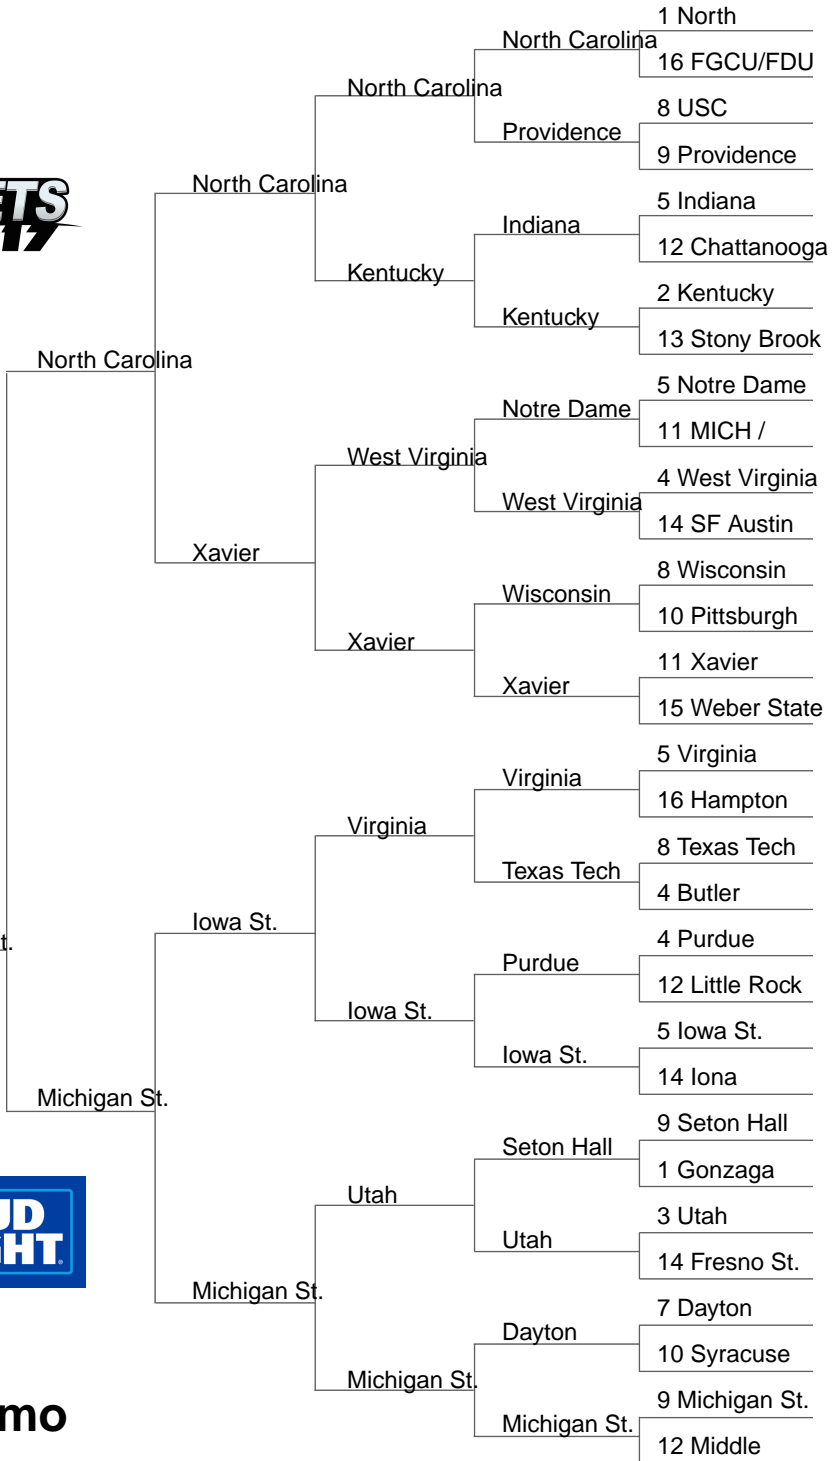 1 North
North Carolina
16 FGCU/FDU
North Carolina
8 USC
Providence
9 Providence
North Carolina
5 Indiana
Indiana
12 Chattanooga
Kentucky
2 Kentucky
Kentucky
13 Stony Brook
North Carolina
5 Notre Dame
Notre Dame
11 MICH /
West Virginia
4 West Virginia
West Virginia
14 SF Austin
Xavier
8 Wisconsin
Wisconsin
10 Pittsburgh
Xavier
11 Xavier
Xavier
15 Weber State
5 Virginia
Virginia
16 Hampton
Virginia
8 Texas Tech
Texas Tech
4 Butler
Iowa St.
t.
4 Purdue
Purdue
12 Little Rock
Iowa St.
5 Iowa St.
Iowa St.
14 Iona
Michigan St.
9 Seton Hall
Seton Hall
1 Gonzaga
Utah
3 Utah
Utah
14 Fresno St.
Michigan St.
7 Dayton
Dayton
10 Syracuse
Michigan St.
9 Michigan St.
Michigan St.
12 Middle
ETS
17
UD
GHT
mo